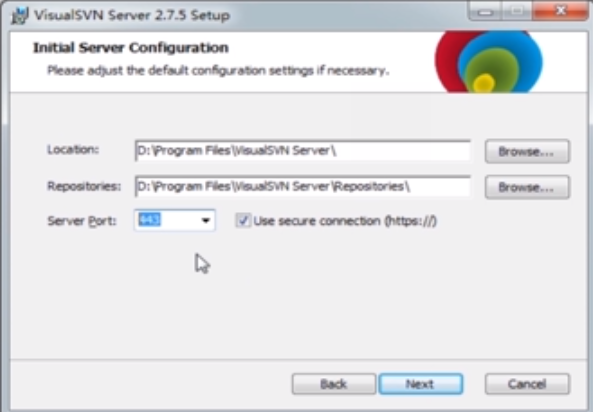 VisualSVN Server 2.7.5 Setup
Initial Server Configuration
Please adjust the default configuration settings if necessary.
Location: D:\Program Files\VisualSVN Server\ Browse...
Repositories: D:\Program Files\VisualSVN Server\Repositories\ Browse...
Server Port: 443 Use secure connection (https://)
Back Next Cancel